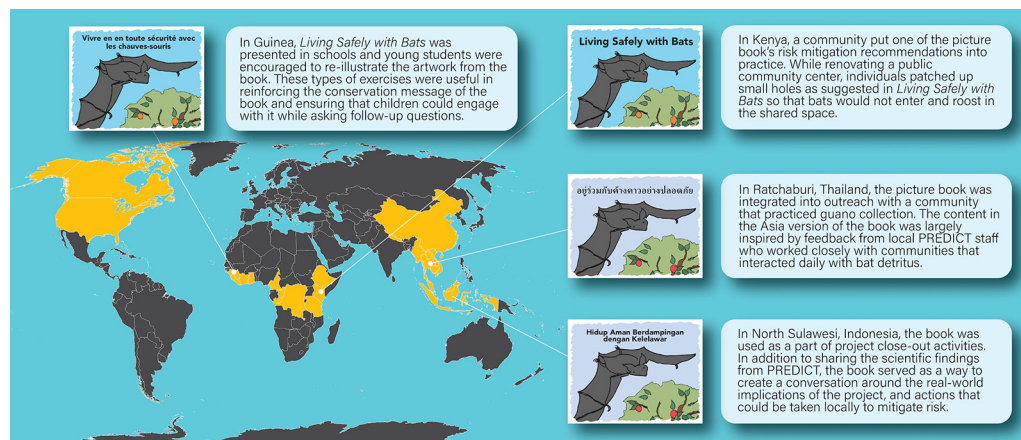 Vivre en en toute sécurité avec
les chauves-souris
In Guinea, Living Safely with Bats was
presented in schools and young students were
encouraged to re-illustrate the artwork from the
book. These types of exercises were useful in
reinforcing the conservation message of the
book and ensuring that children could engage
with it while asking follow-up questions.
Living Safely with Bats
In Kenya, a community put one of the picture
book's risk mitigation recommendations into
practice. While renovating a public
community center, individuals patched up
small holes as suggested in Living Safely with
Bats so that bats would not enter and roost in
the shared space.
อยู่ร่วมกับค้างคาวอย่างปลอดภัย
In Ratchaburi, Thailand, the picture book was
integrated into outreach with a community
that practiced guano collection. The content in
the Asia version of the book was largely
inspired by feedback from local PREDICT staff
who worked closely with communities that
interacted daily with bat detritus.
Hidup Aman Berdampingan
dengan Kelelawar
In North Sulawesi, Indonesia, the book was
used as a part of project close-out activities.
In addition to sharing the scientific findings
from PREDICT, the book served as a way to
create a conversation around the real-world
implications of the project, and actions that
could be taken locally to mitigate risk.